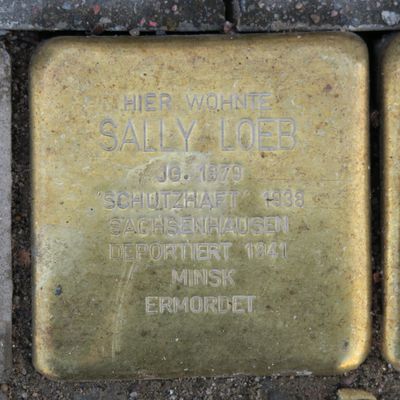 HIER WOHNTE
SALLY LOEB
JG. 1879
'SCHUTZHAFT' 1938
SACHSENHAUSEN
DEPORTIERT 1941
MINSK
ERMORDET